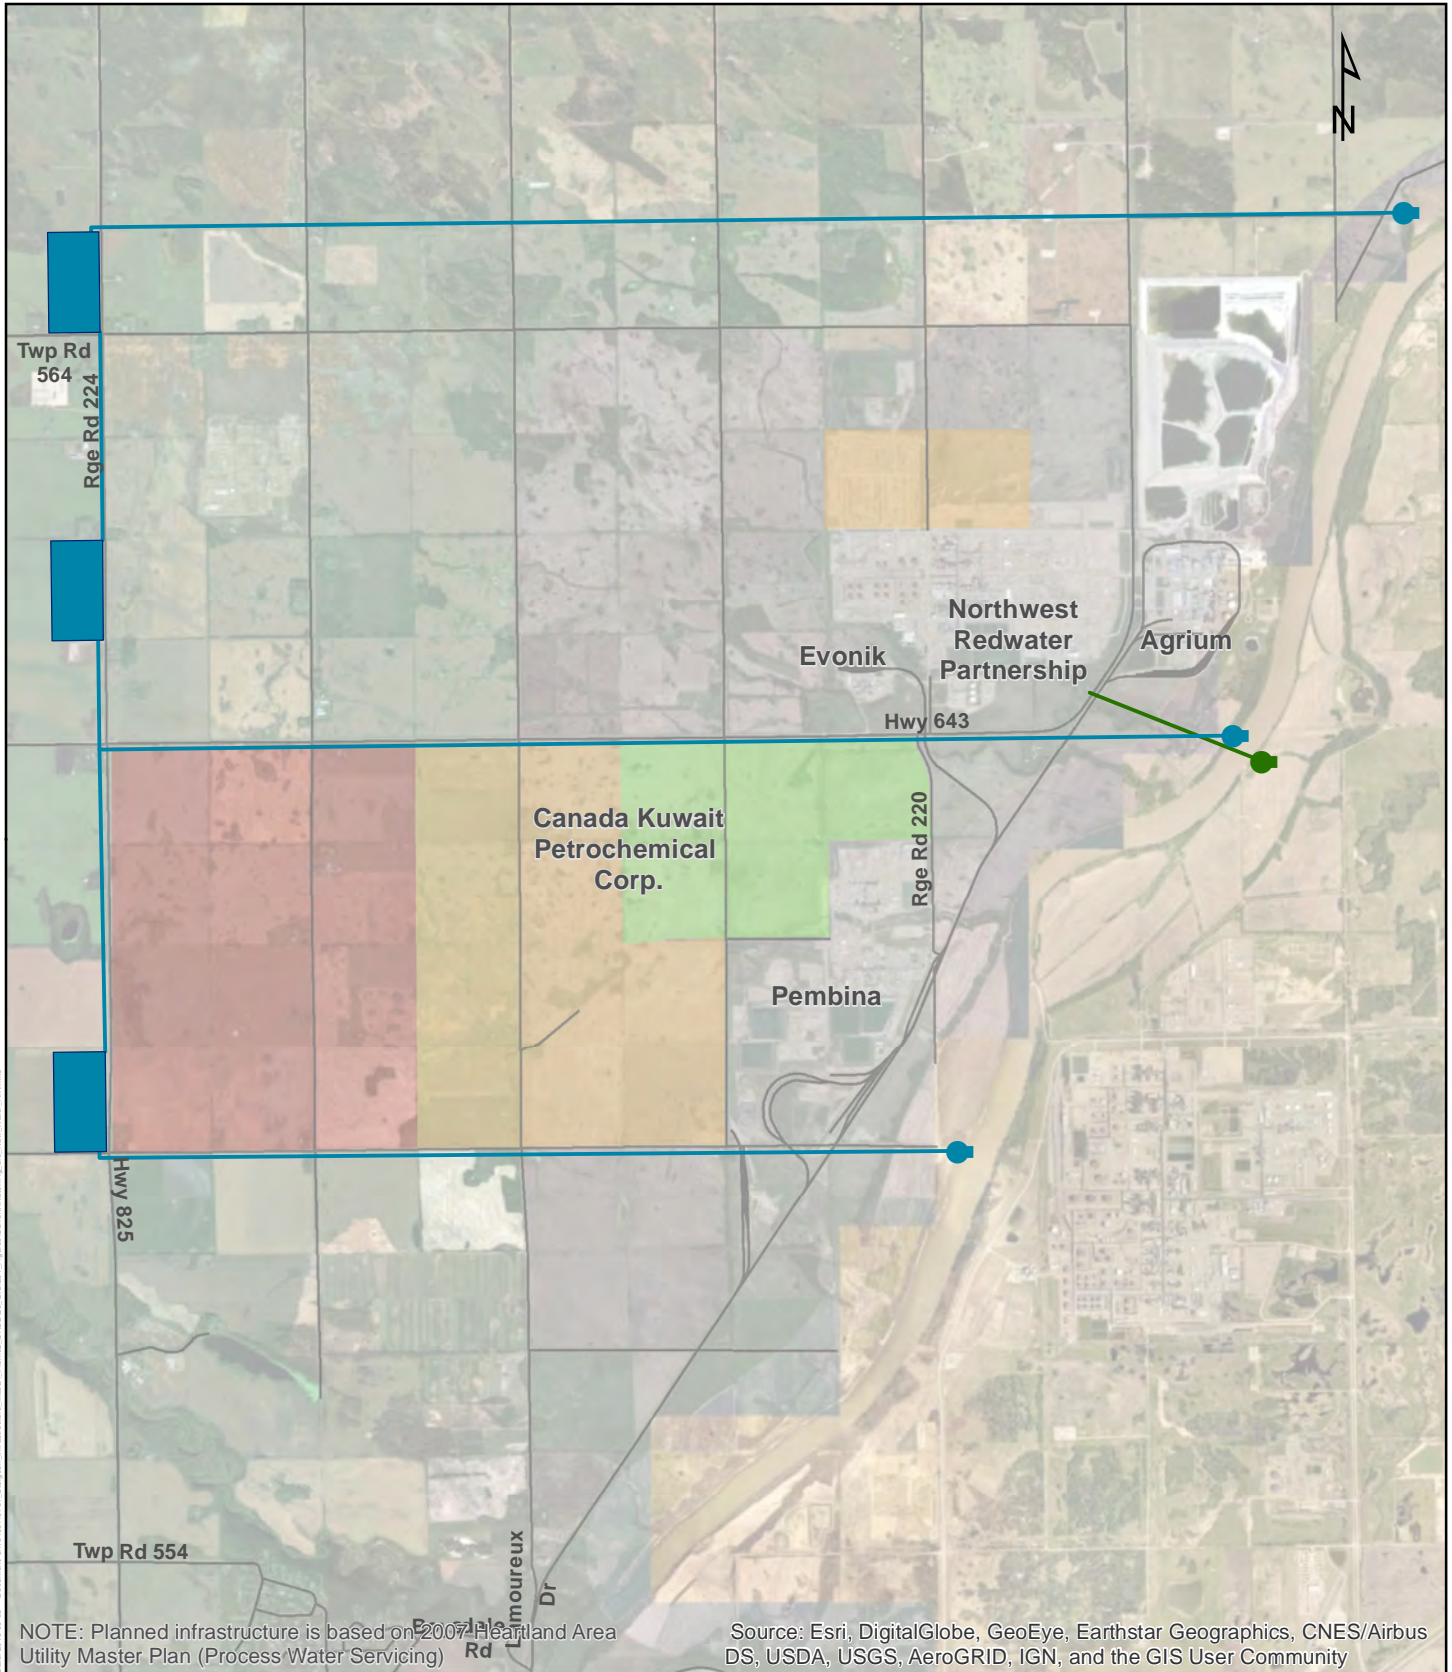 N
Twp Rd
564
Rge Rd 224
Northwest
Redwater
Partnership
Evonik
Agrium
Hwy 643
Canada Kuwait
Petrochemical
Corp.
Rge Rd 220
Pembina
Hwy 825
Twp Rd 554
Lamoureux
Dr
Rd
NOTE: Planned infrastructure is based on 2007 Heartland Area
Utility Master Plan (Process Water Servicing)
Source: Esri, DigitalGlobe, GeoEye, Earthstar Geographics, CNES/Airbus
DS, USDA, USGS, AeroGRID, IGN, and the GIS User Community